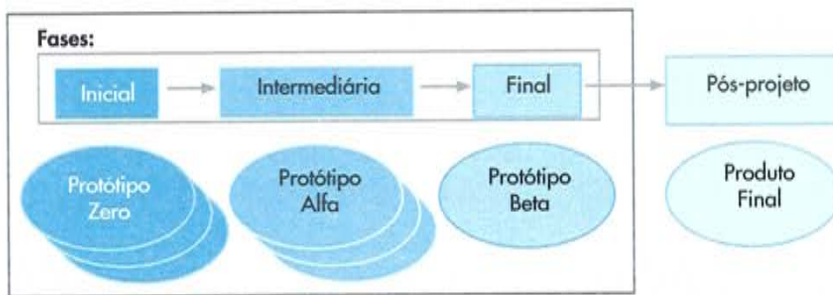 Fases:
Inicial
Intermediária
Final
Pós-projeto
Protótipo
Zero
Protótipo
Alfa
Protótipo
Beta
Produto
Final